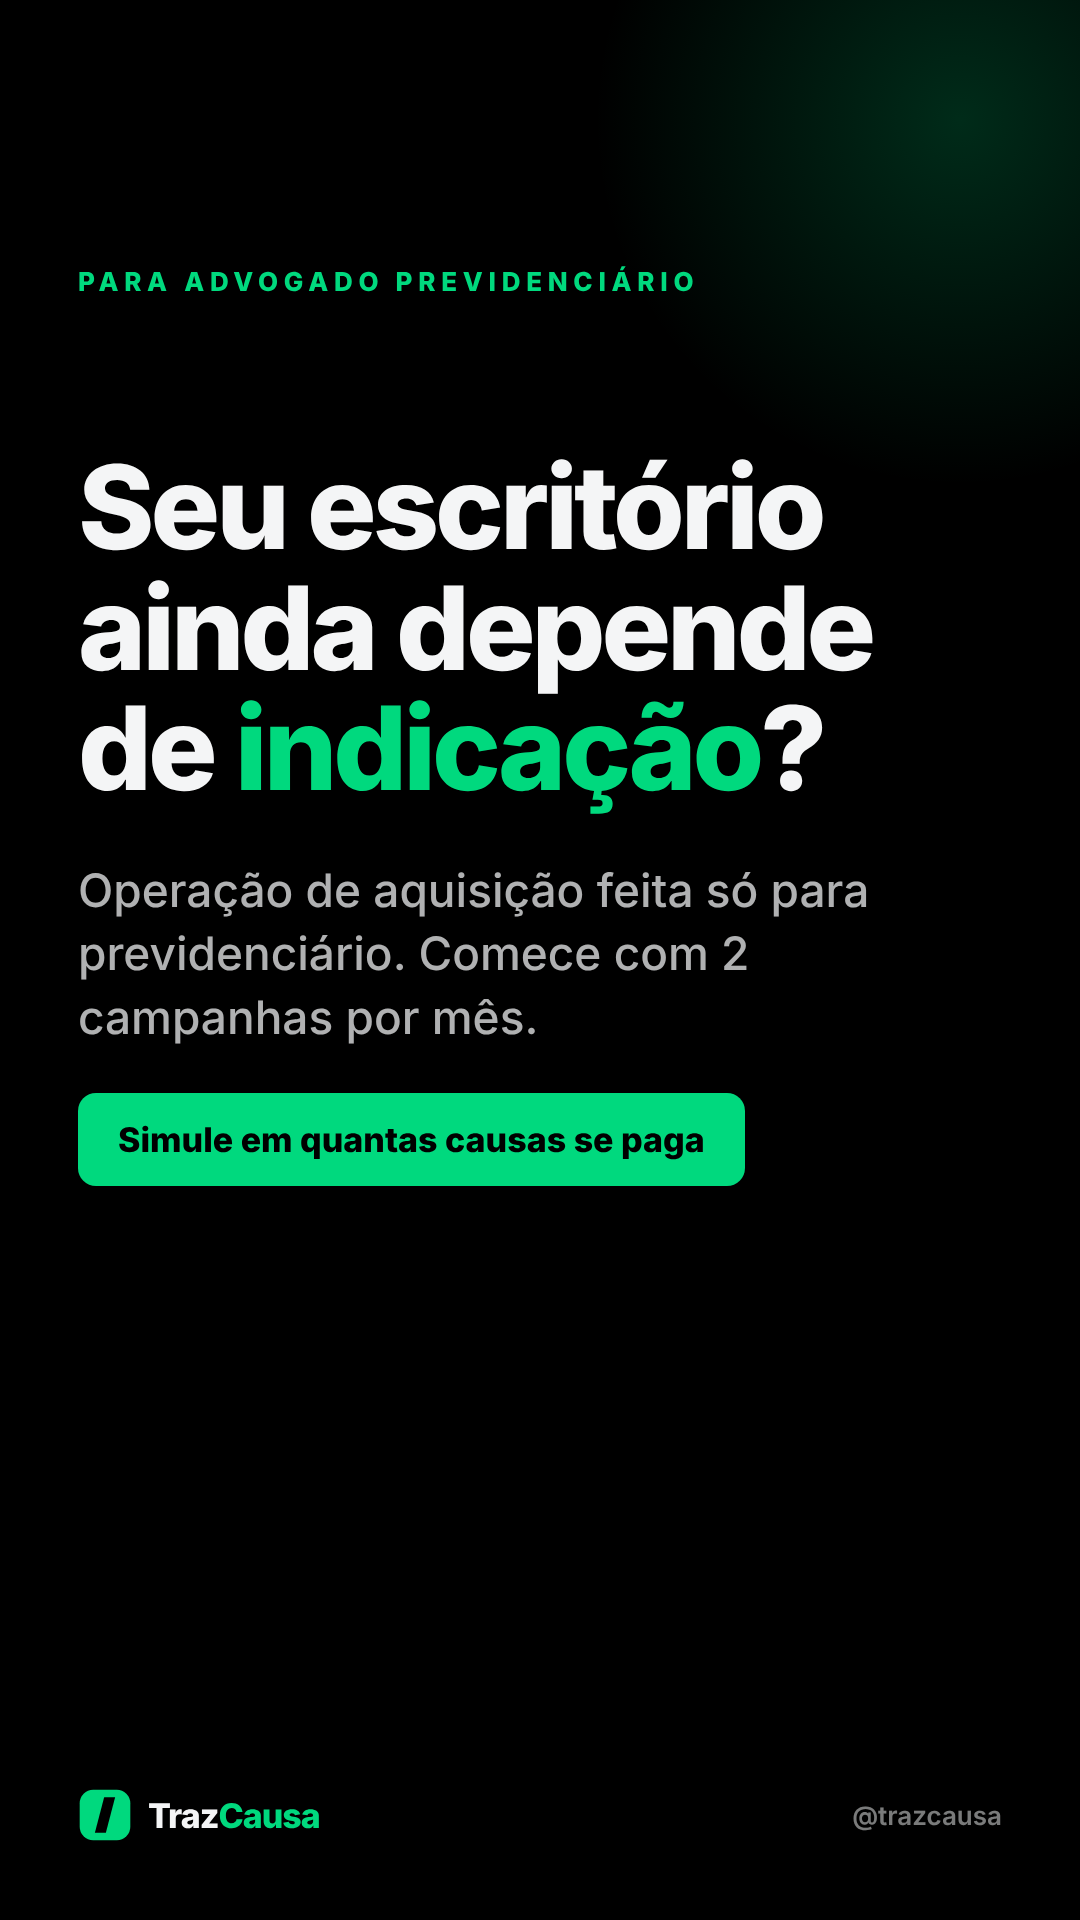 PARA ADVOGADO PREVIDENCIÁRIO
Seu escritório
ainda depende
de indicação?
Operação de aquisição feita só para
previdenciário. Comece com 2
campanhas por mês.
Simule em quantas causas se paga
TrazCausa
@trazcausa